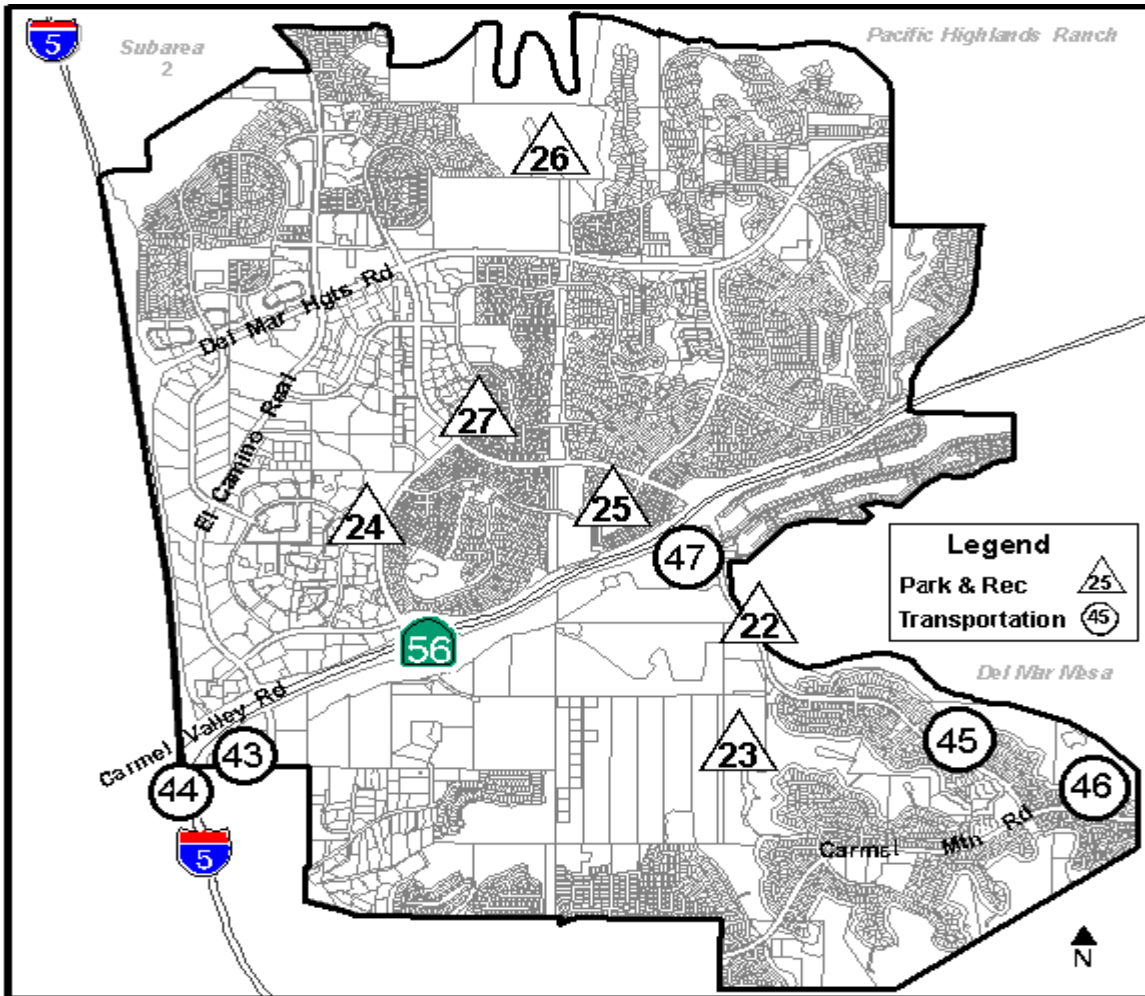 5
Subarea
2
Pacific Highlands Ranch
26
Del Mar Hgts Rd
El Camino Real
27
24
25
47
Legend
Park & Rec 25
Transportation 45
22
56
Del Mar Mesa
Carmel Valley Rd
43
23
45
44
46
5
Carmel Mtn Rd
N